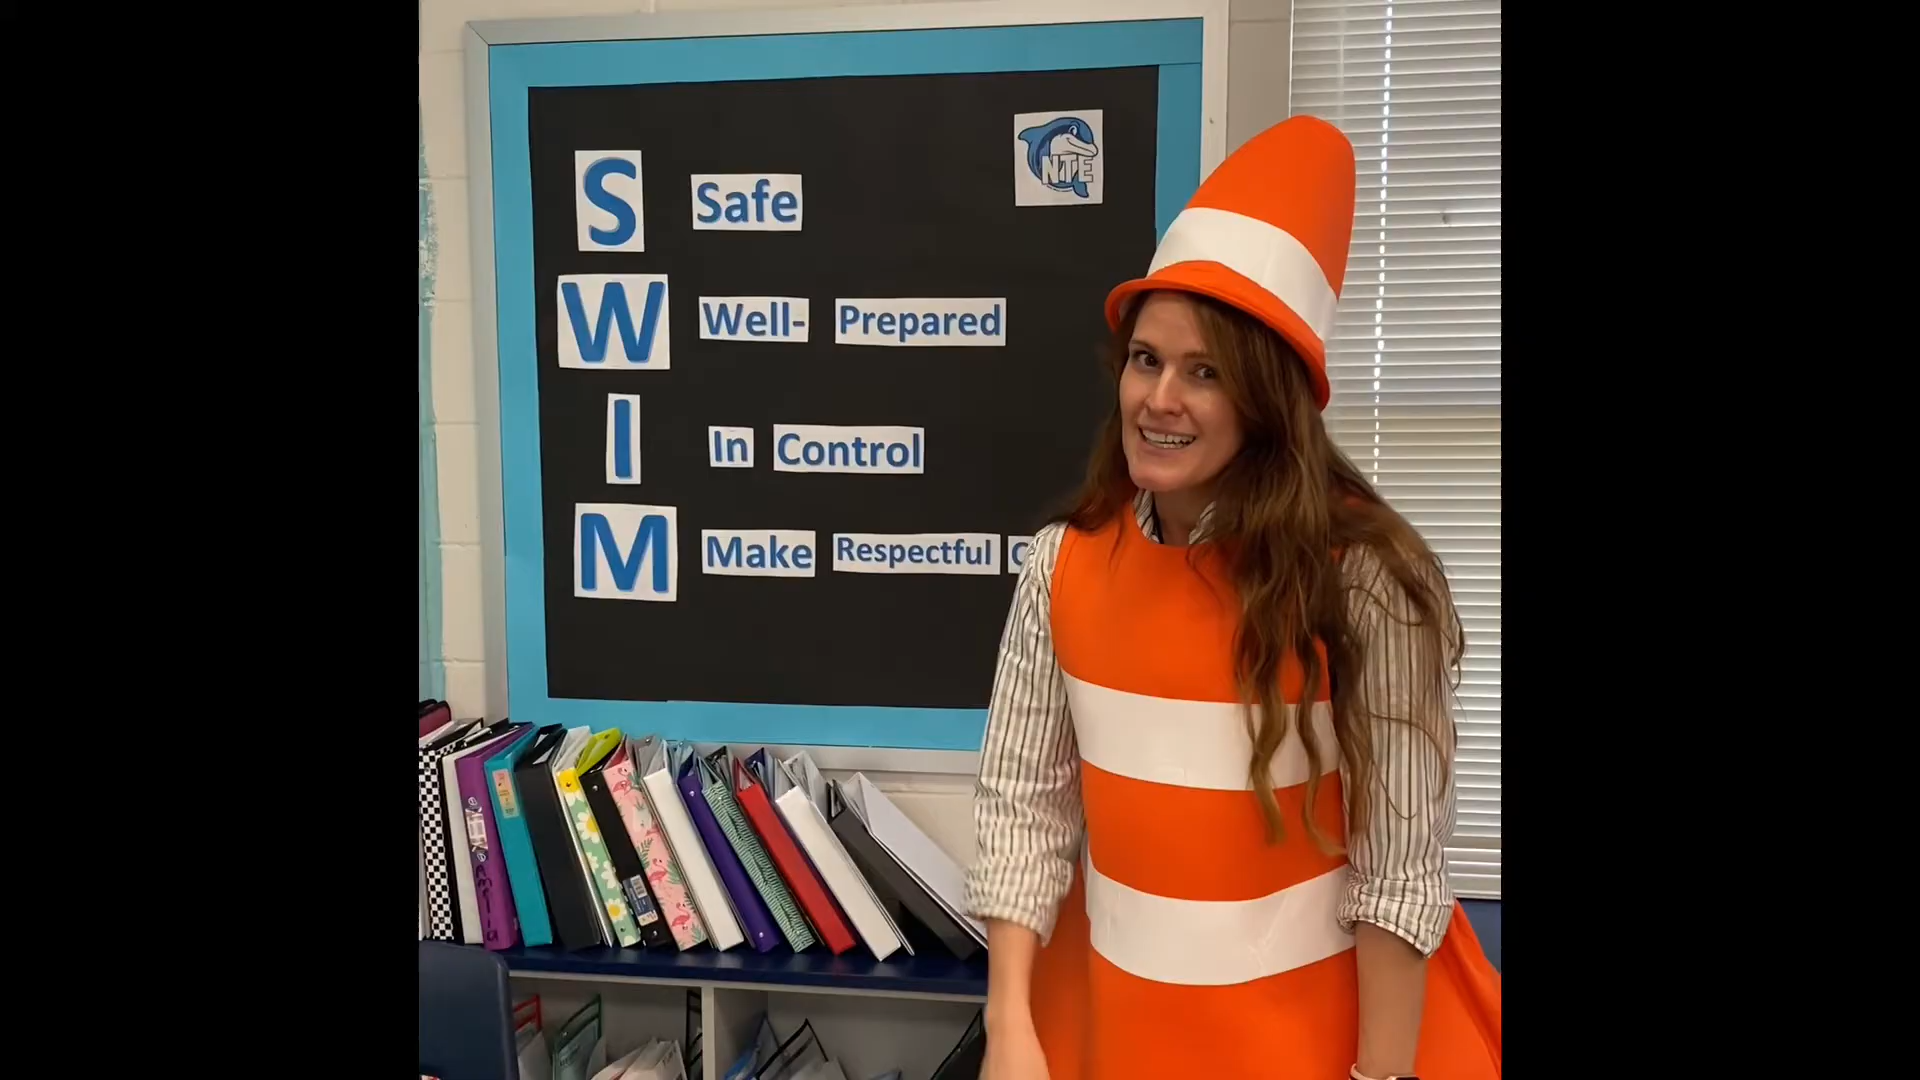 NTE
S Safe
W Well- Prepared
I In Control
M Make Respectful